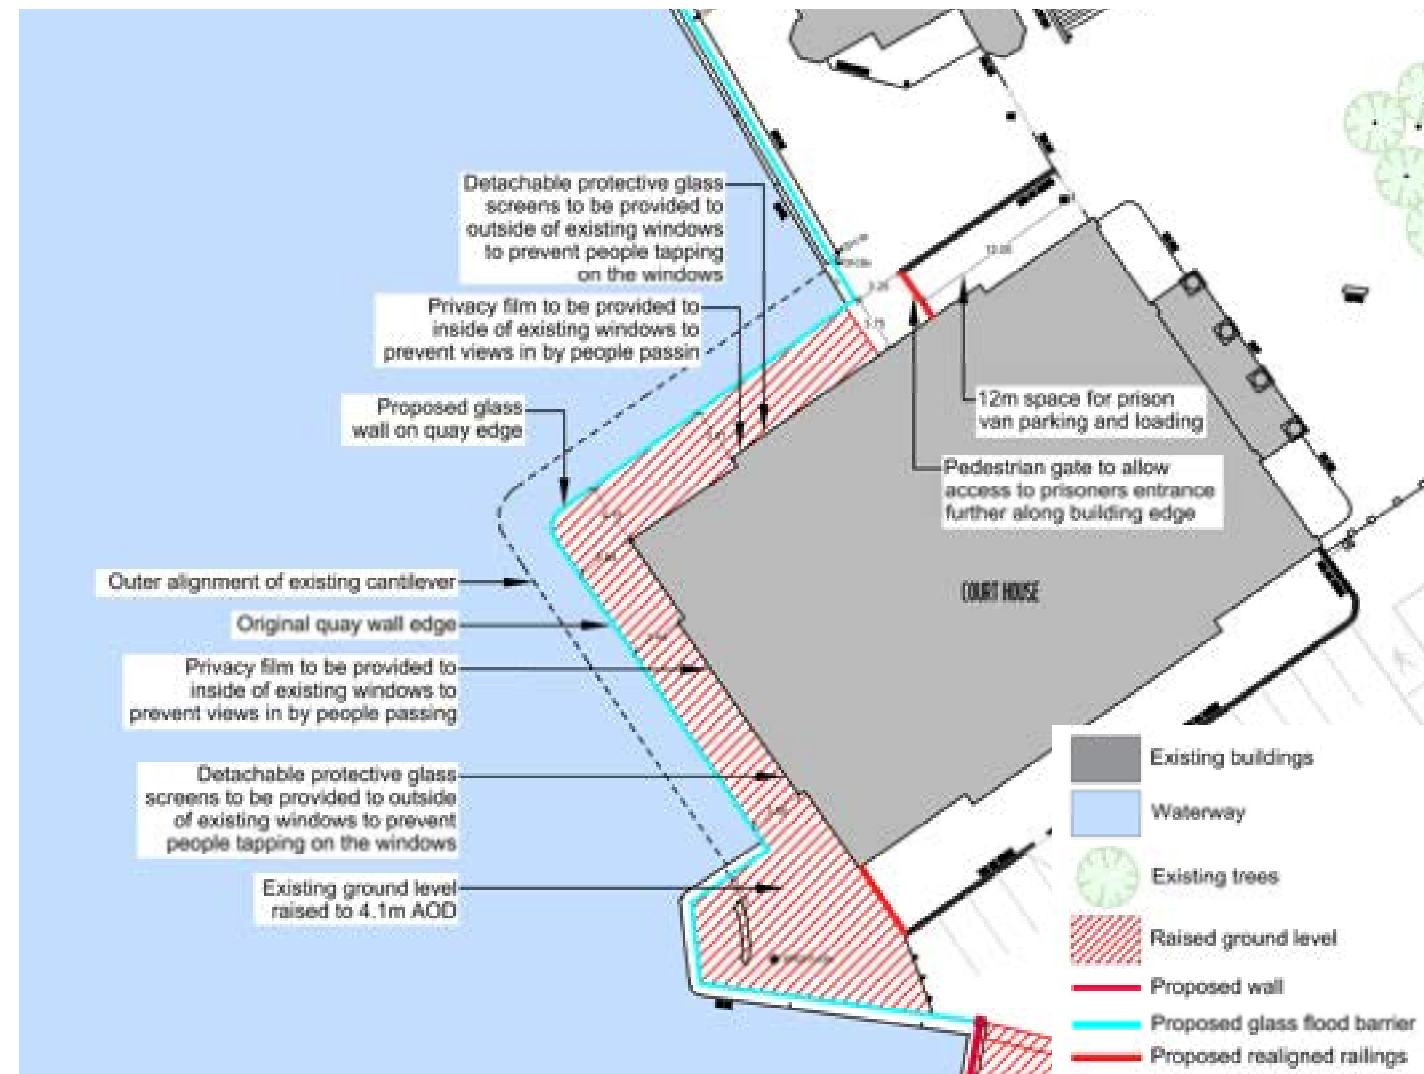 Detachable protective glass
screens to be provided to
outside of existing windows
to prevent people tapping
on the windows
Privacy film to be provided to
inside of existing windows to
prevent views in by people passin
Proposed glass
wall on quay edge
12m space for prison
van parking and loading
Pedestrian gate to allow
access to prisoners entrance
further along building edge
COURT HOUSE
Outer alignment of existing cantilever
Original quay wall edge
Privacy film to be provided to
inside of existing windows to
prevent views in by people passing
Detachable protective glass
screens to be provided to outside
of existing windows to prevent
people tapping on the windows
Existing ground level
raised to 4.1m AOD
Existing buildings
Waterway
Existing trees
Raised ground level
Proposed wall
Proposed glass flood barrier
Proposed realigned railings